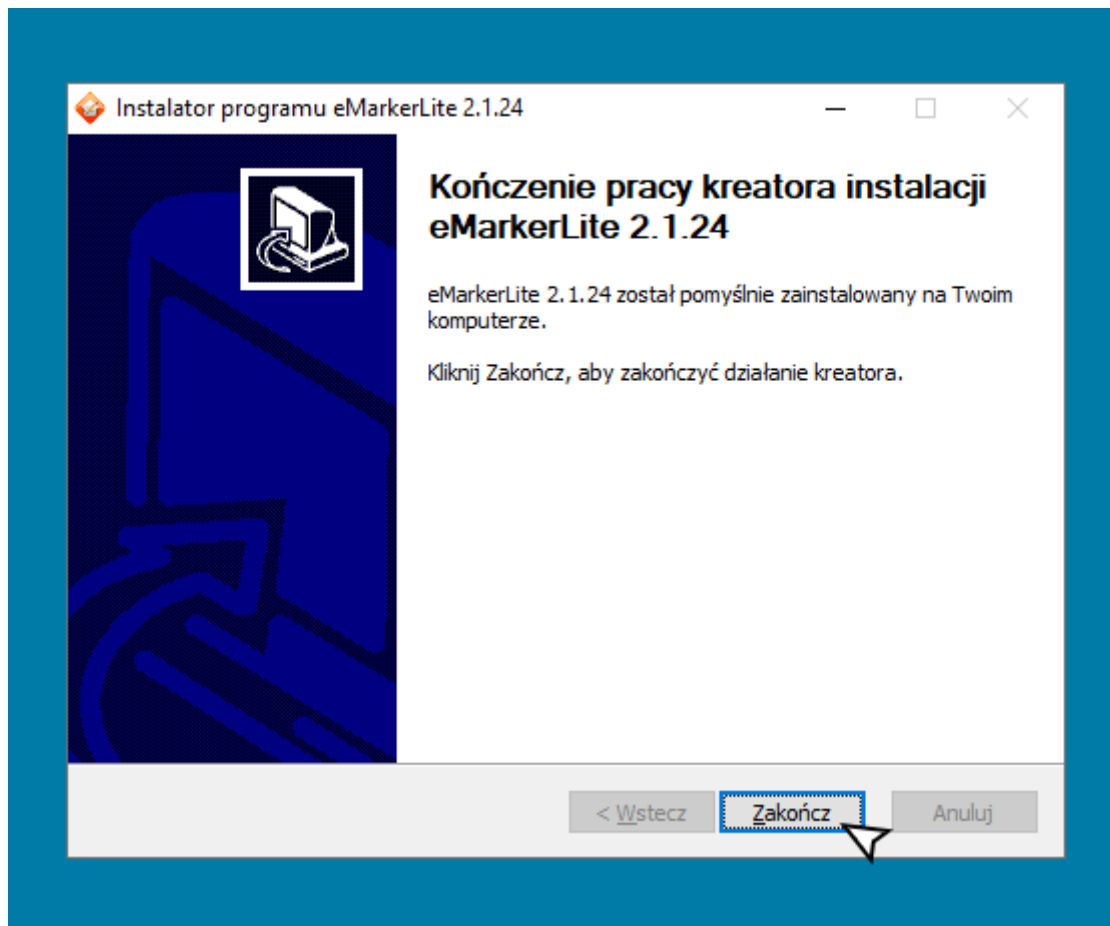 Instalator programu eMarkerLite 2.1.24
Kończenie pracy kreatora instalacji
eMarkerLite 2.1.24
eMarkerLite 2.1.24 został pomyślnie zainstalowany na Twoim
komputerze.
Kliknij Zakończ, aby zakończyć działanie kreatora.
< Wstecz
Zakończ
Anuluj